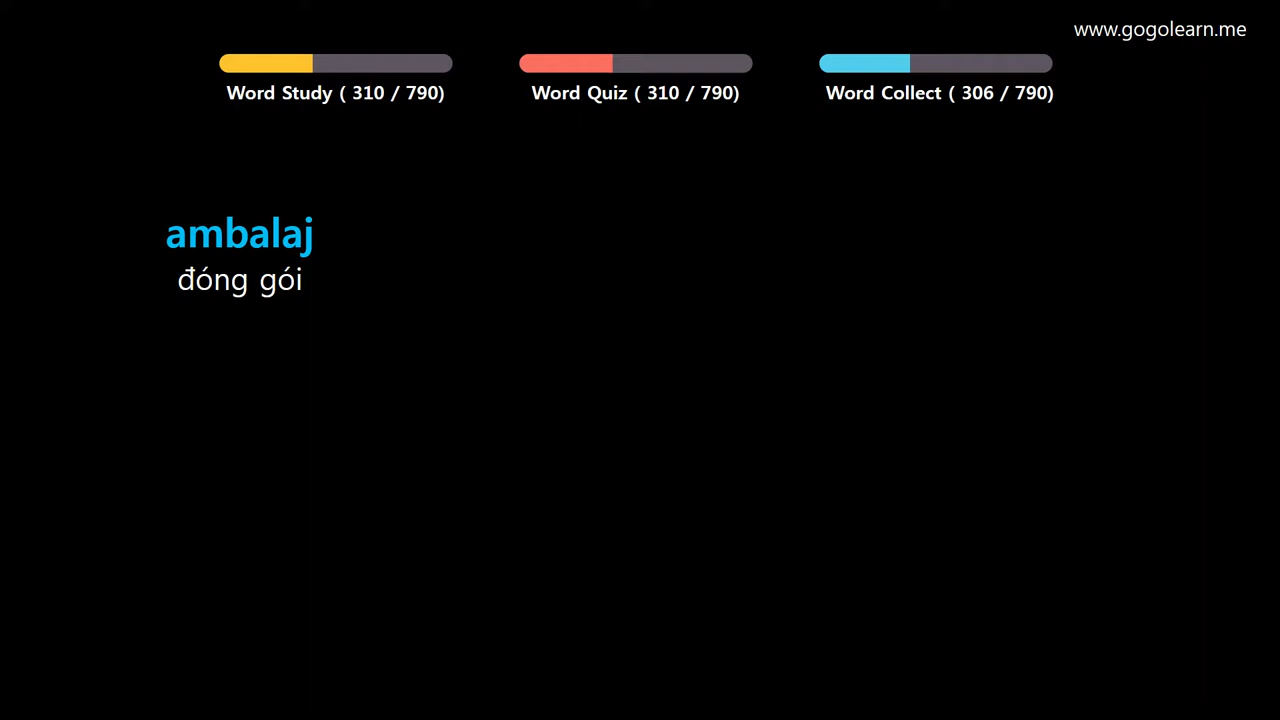 www.gogolearn.me
Word Study ( 310 / 790)
Word Quiz ( 310 / 790)
Word Collect ( 306 / 790)
ambalaj
đóng gói